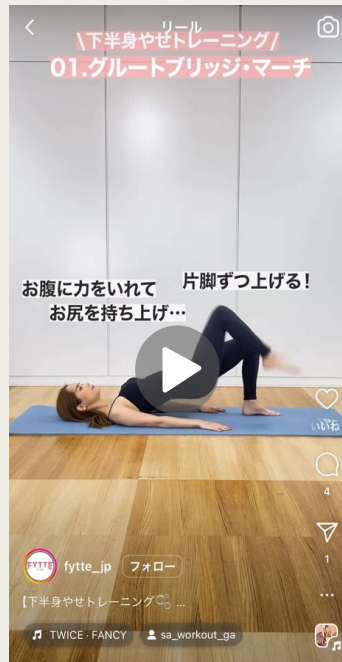 リール
\下半身やせトレーニング/
01.グルートブリッジ・マーチ
お腹に力をいれて
お尻を持ち上げ…
片脚ずつ上げる！
いいね
4
1
FYTTE
fytte_jp フォロー
【下半身やせトレーニング🫧 ...
TWICE · FANCY
sa_workout_ga